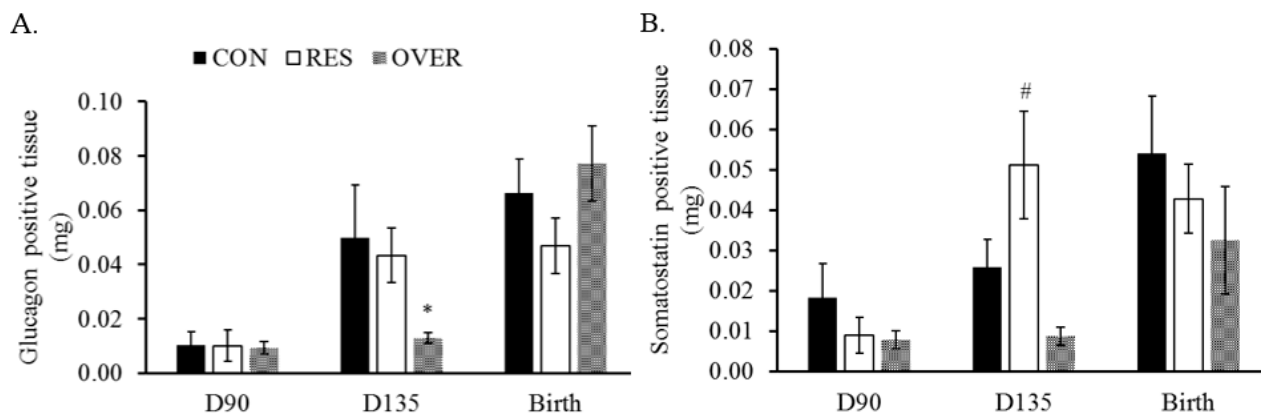 A.
CON RES OVER
Glucagon positive tissue
(mg)
0.10
0.08
0.06
0.04
0.02
0.00
*
D90 D135 Birth
B.
Somatostatin positive tissue
(mg)
0.08
0.07
0.06
0.05
0.04
0.03
0.02
0.01
0.00
#
D90 D135 Birth